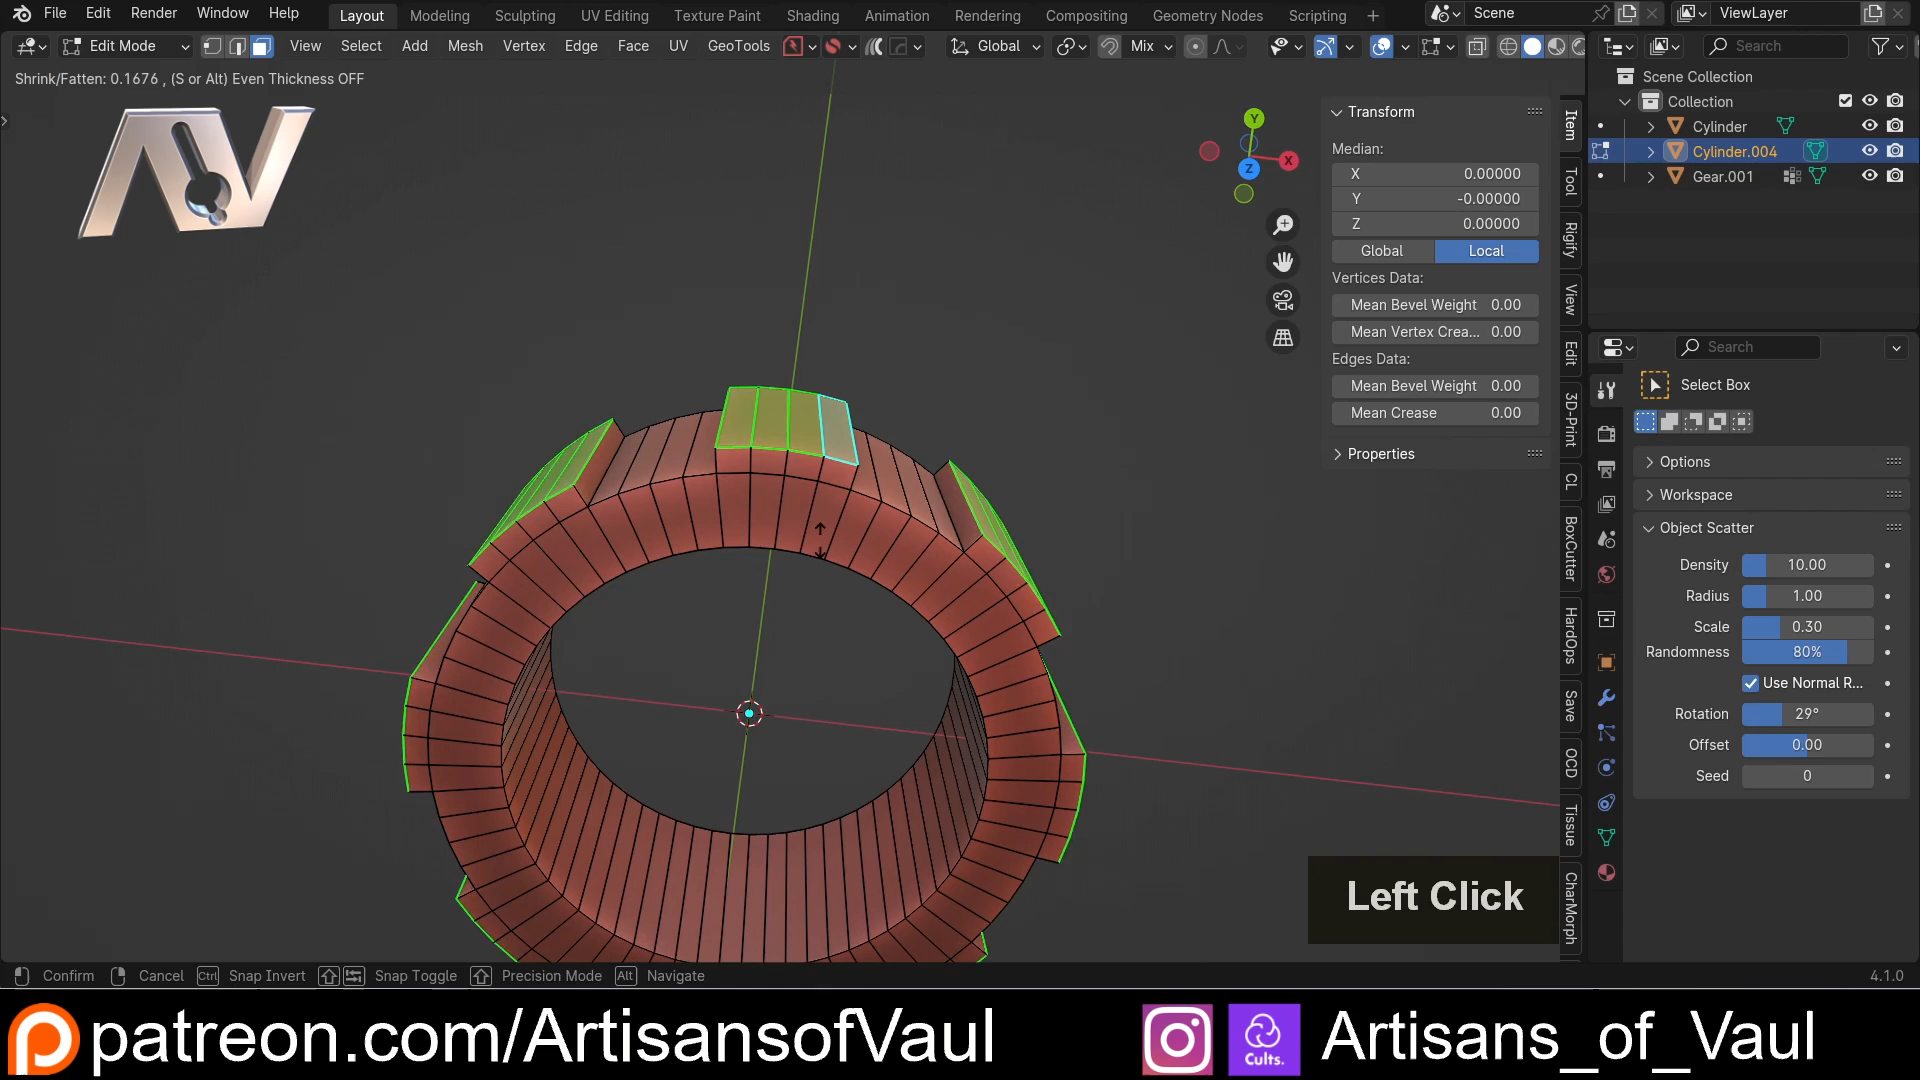 File Edit Render Window Help Layout Modeling Sculpting UV Editing Texture Paint Shading Animation Rendering Compositing Geometry Nodes Scripting + Scene ViewLayer
Edit Mode View Select Add Mesh Vertex Edge Face UV GeoTools Global Mix Search
Shrink/Fatten: 0.1676 , (S or Alt) Even Thickness OFF
AV
Y
X
Z
Transform
Median:
X 0.00000
Y -0.00000
Z 0.00000
Global Local
Vertices Data:
Mean Bevel Weight 0.00
Mean Vertex Crea... 0.00
Edges Data:
Mean Bevel Weight 0.00
Mean Crease 0.00
Properties
Item
Tool
Rigify
View
Edit
3D-Print
CL
BoxCutter
HardOps
Save
OCD
Tissue
CharMorph
Scene Collection
Collection
Cylinder
Cylinder.004
Gear.001
Search
Select Box
Options
Workspace
Object Scatter
Density 10.00
Radius 1.00
Scale 0.30
Randomness 80%
Use Normal R...
Rotation 29°
Offset 0.00
Seed 0
Left Click
Confirm Cancel Ctrl Snap Invert Snap Toggle Precision Mode Alt Navigate 4.1.0
patreon.com/ArtisansofVaul Cults. Artisans_of_Vaul